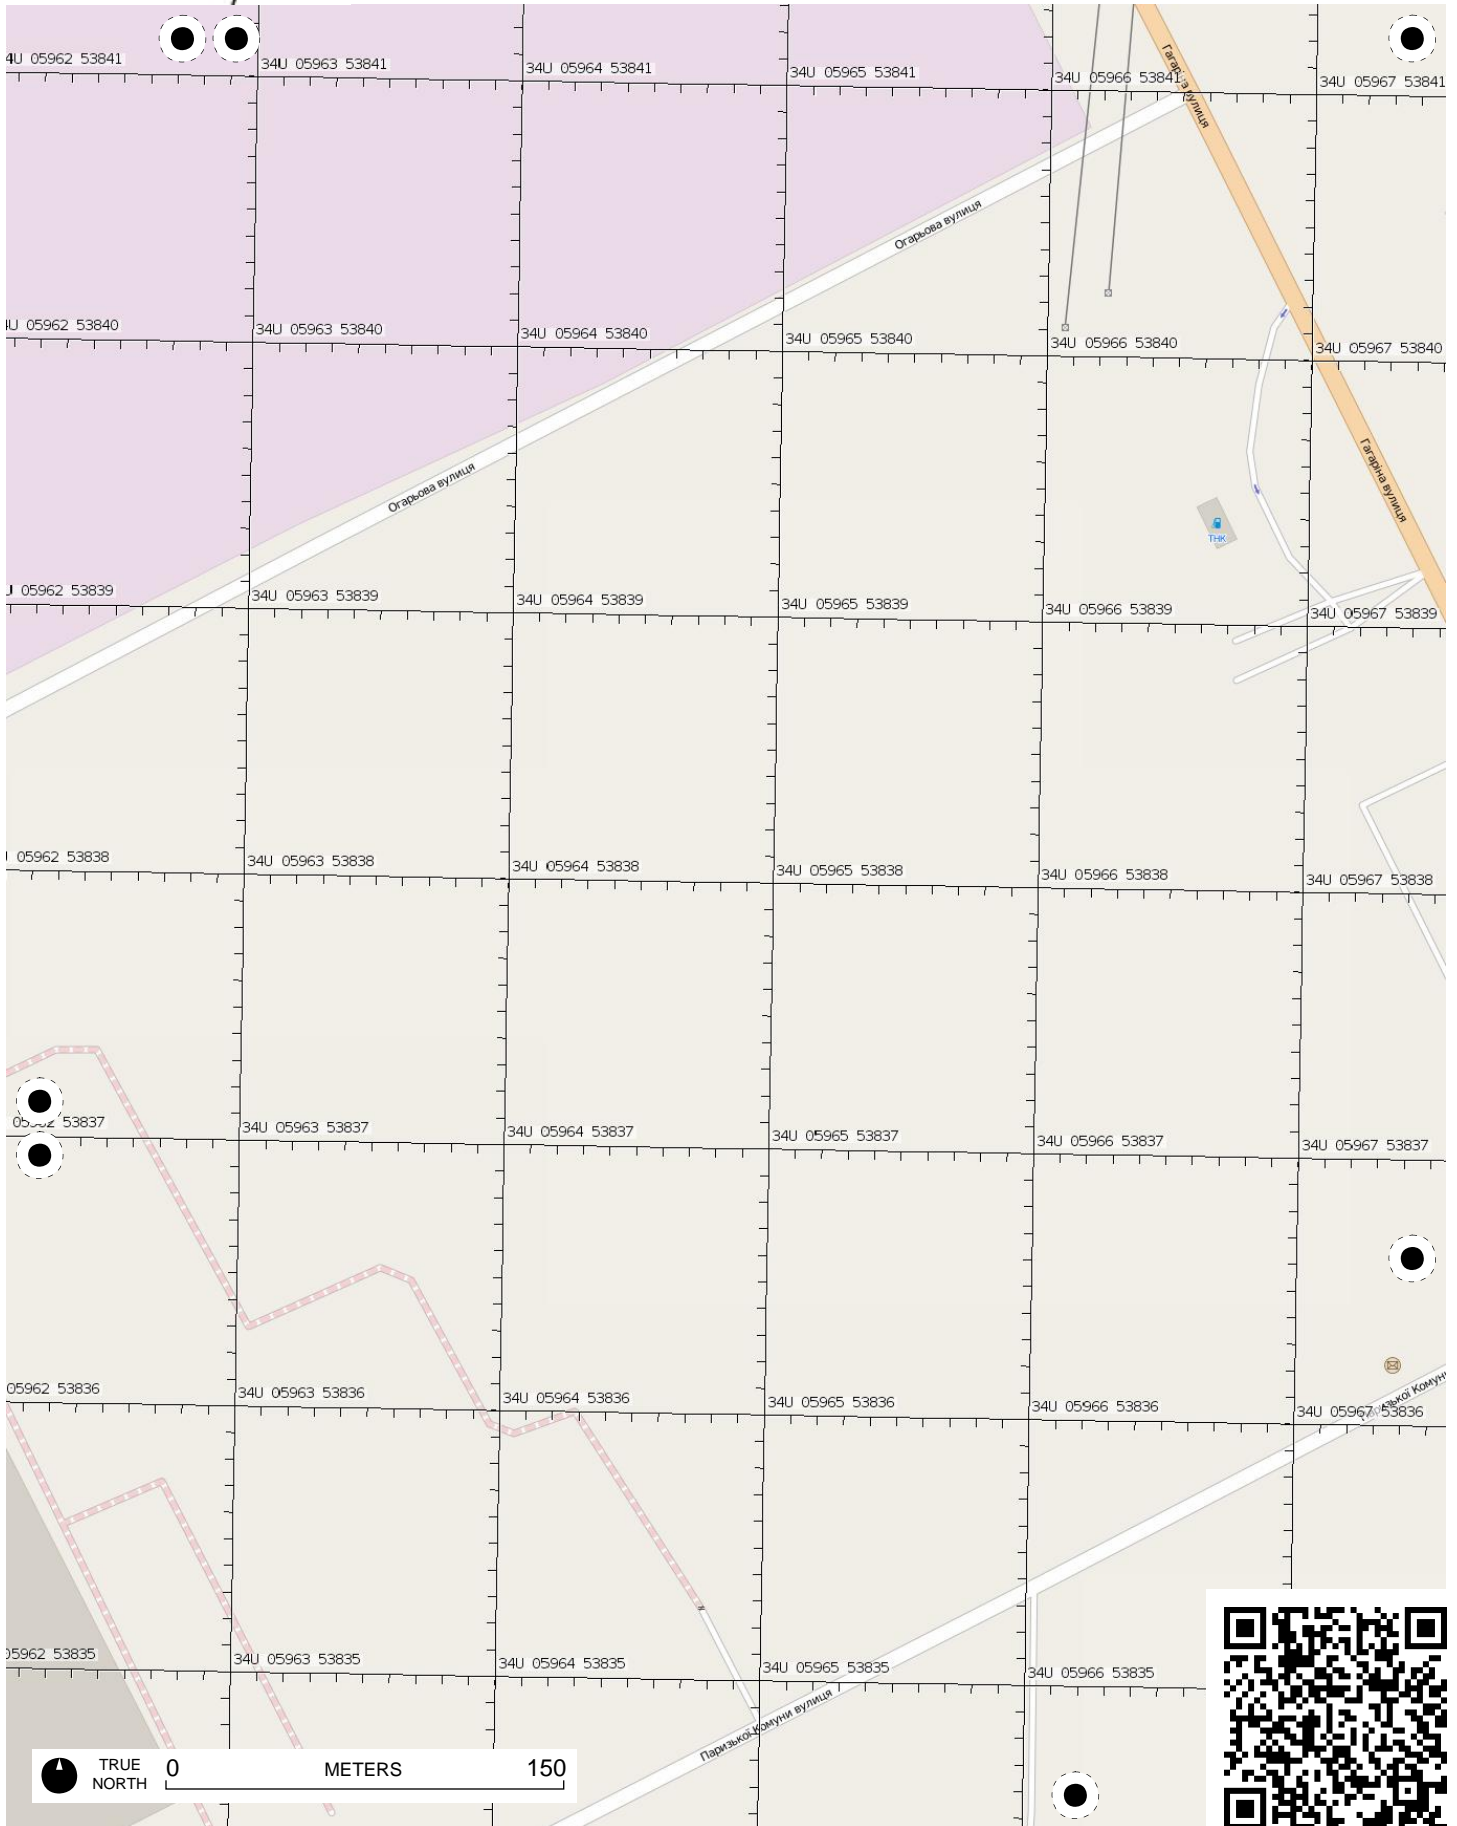 4U 05962 53841
34U 05963 53841
34U 05964 53841
34U 05965 53841
34U 05966 53841
34U 05967 53841
Гагаріна вулиця
Огарьова вулиця
4U 05962 53840
34U 05963 53840
34U 05964 53840
34U 05965 53840
34U 05966 53840
34U 05967 53840
Огарьова вулиця
Гагаріна вулиця
ТНК
05962 53839
34U 05963 53839
34U 05964 53839
34U 05965 53839
34U 05966 53839
34U 05967 53839
05962 53838
34U 05963 53838
34U 05964 53838
34U 05965 53838
34U 05966 53838
34U 05967 53838
53837
34U 05963 53837
34U 05964 53837
34U 05965 53837
34U 05966 53837
34U 05967 53837
05962 53836
34U 05963 53836
34U 05964 53836
34U 05965 53836
34U 05966 53836
34U 05967 53836
Паризької Комуни
05962 53835
34U 05963 53835
34U 05964 53835
34U 05965 53835
34U 05966 53835
Паризької Комуни вулиця
TRUE NORTH
0 METERS 150